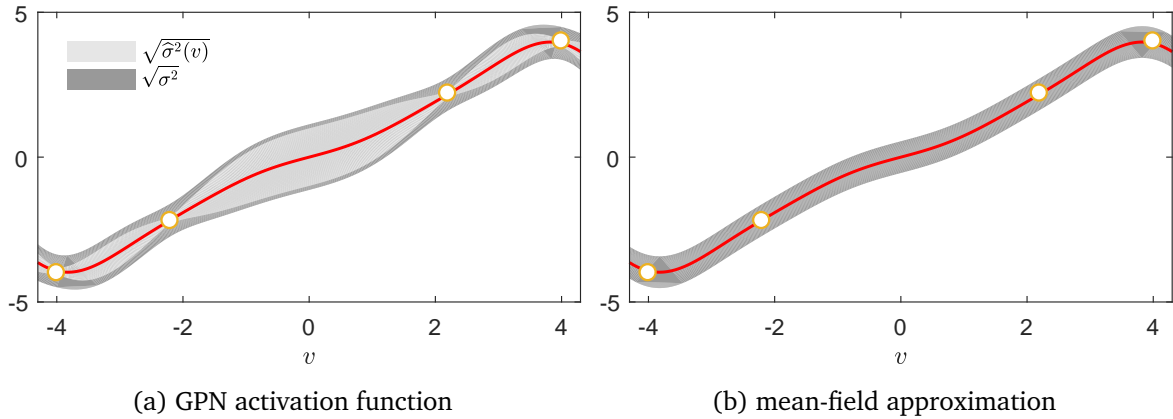 5
0
-5
√σ̂²(v)
√σ²
-4 -2 0 2 4
v
(a) GPN activation function
5
0
-5
-4 -2 0 2 4
v
(b) mean-field approximation